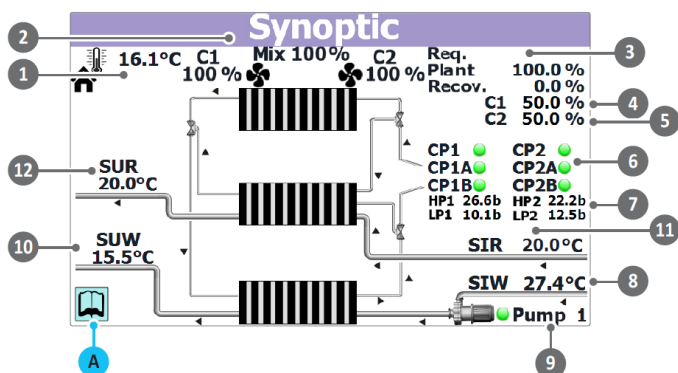 Synoptic
2
16.1°C
C1
Mix 100%
C2
Req.
3
1
100 %
100 %
Plant 100.0 %
Recov. 0.0 %
C1 50.0 %
4
C2 50.0 %
5
CP1
CP2
CP1A
CP2A
6
CP1B
CP2B
HP1 26.6b
HP2 22.2b
7
LP1 10.1b
LP2 12.5b
12
SUR
20.0°C
11
10
SUW
15.5°C
SIR 20.0°C
SIW 27.4°C
8
Pump 1
A
9